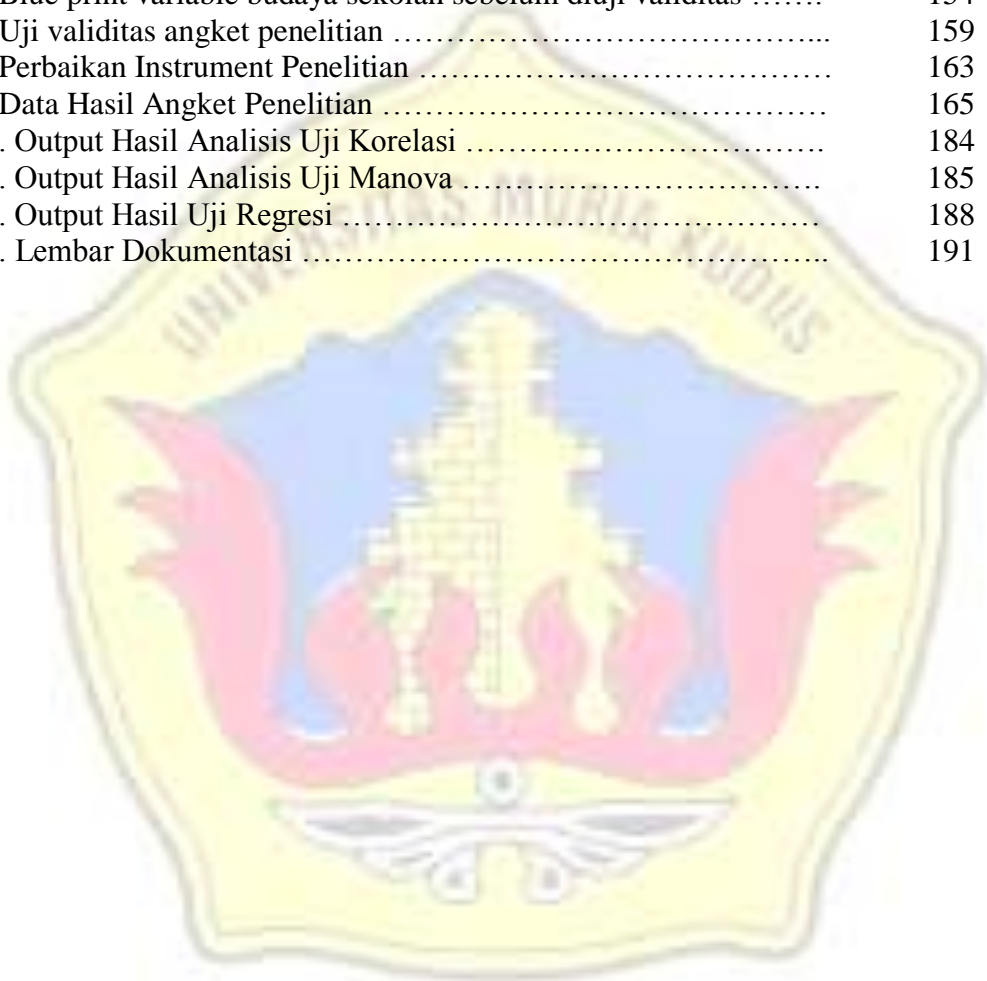 Blue print variable budaya sekolah sebelum diuji validitas ……. 154
Uji validitas angket penelitian …………………………………... 159
Perbaikan Instrument Penelitian ………………………………… 163
Data Hasil Angket Penelitian …………………………………… 165
. Output Hasil Analisis Uji Korelasi ……………………………. 184
. Output Hasil Analisis Uji Manova ……………………………. 185
. Output Hasil Uji Regresi ……………………………………… 188
. Lembar Dokumentasi ………………………………………….. 191
UNIVERSITAS MURIA KUDUS